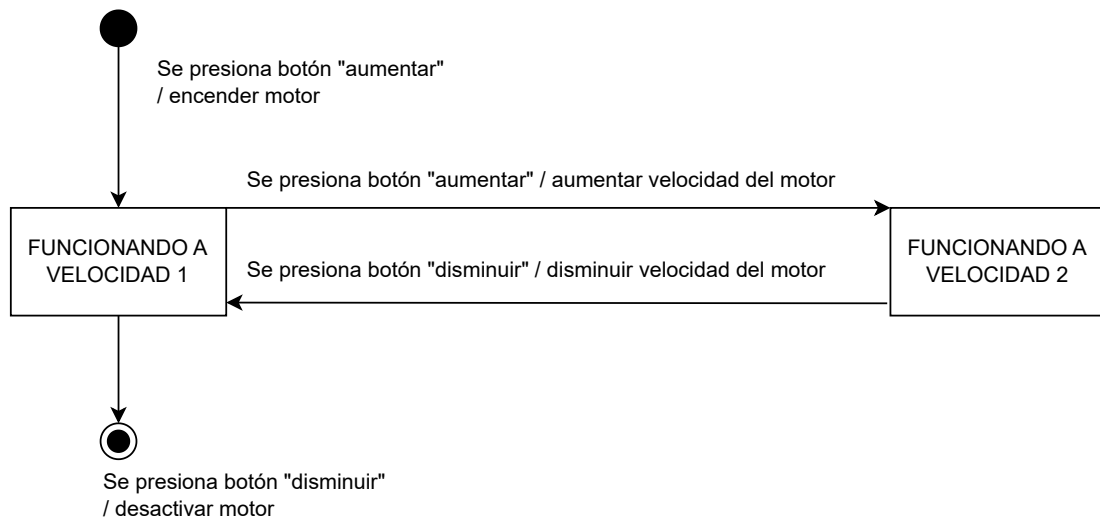 Se presiona botón "aumentar"
/ encender motor
Se presiona botón "aumentar" / aumentar velocidad del motor
FUNCIONANDO A
VELOCIDAD 1
Se presiona botón "disminuir" / disminuir velocidad del motor
FUNCIONANDO A
VELOCIDAD 2
Se presiona botón "disminuir"
/ desactivar motor